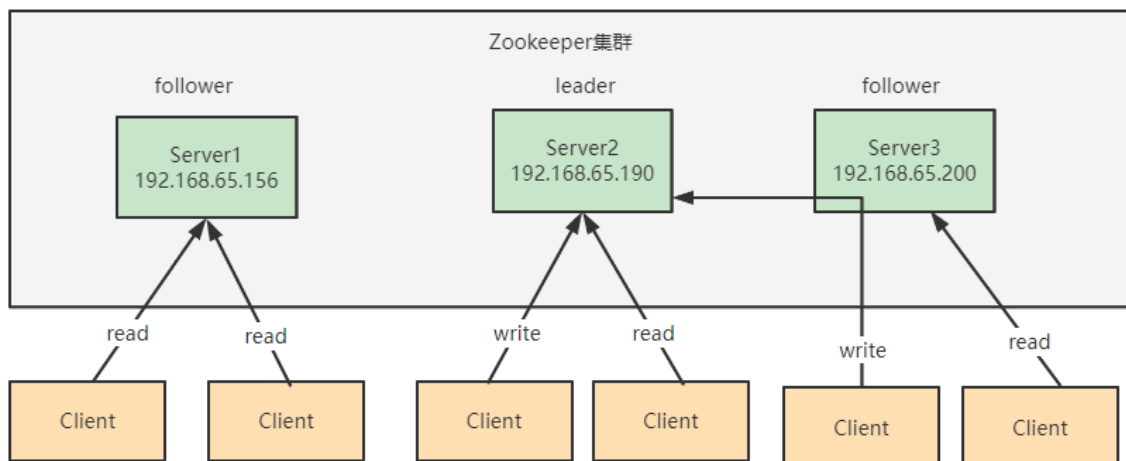 Zookeeper集群
follower
leader
follower
Server1
192.168.65.156
Server2
192.168.65.190
Server3
192.168.65.200
read
read
write
read
write
read
Client
Client
Client
Client
Client
Client